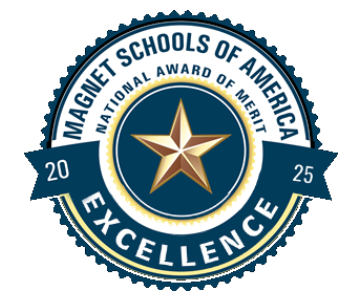 MAGNET SCHOOLS OF AMERICA
NATIONAL AWARD OF MERIT
20 25
EXCELLENCE